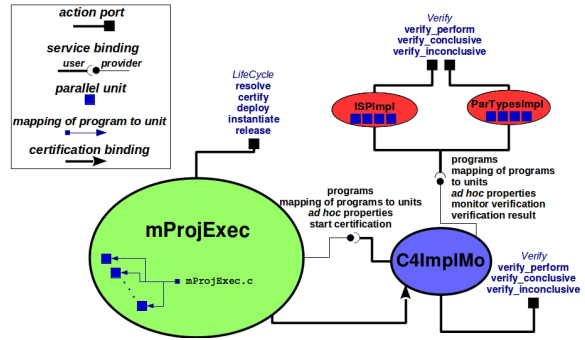 action port
service binding
user provider
parallel unit
mapping of program to unit
certification binding
LifeCycle
resolve
certify
deploy
instantiate
release
Verify
verify_perform
verify_conclusive
verify_inconclusive
ISPImpl
ParTypesImpl
programs
mapping of programs
to units
ad hoc properties
monitor verification
verification result
programs
mapping of programs to units
ad hoc properties
start certification
mProjExec
mProjExec.c
C4ImplMo
Verify
verify_perform
verify_conclusive
verify_inconclusive